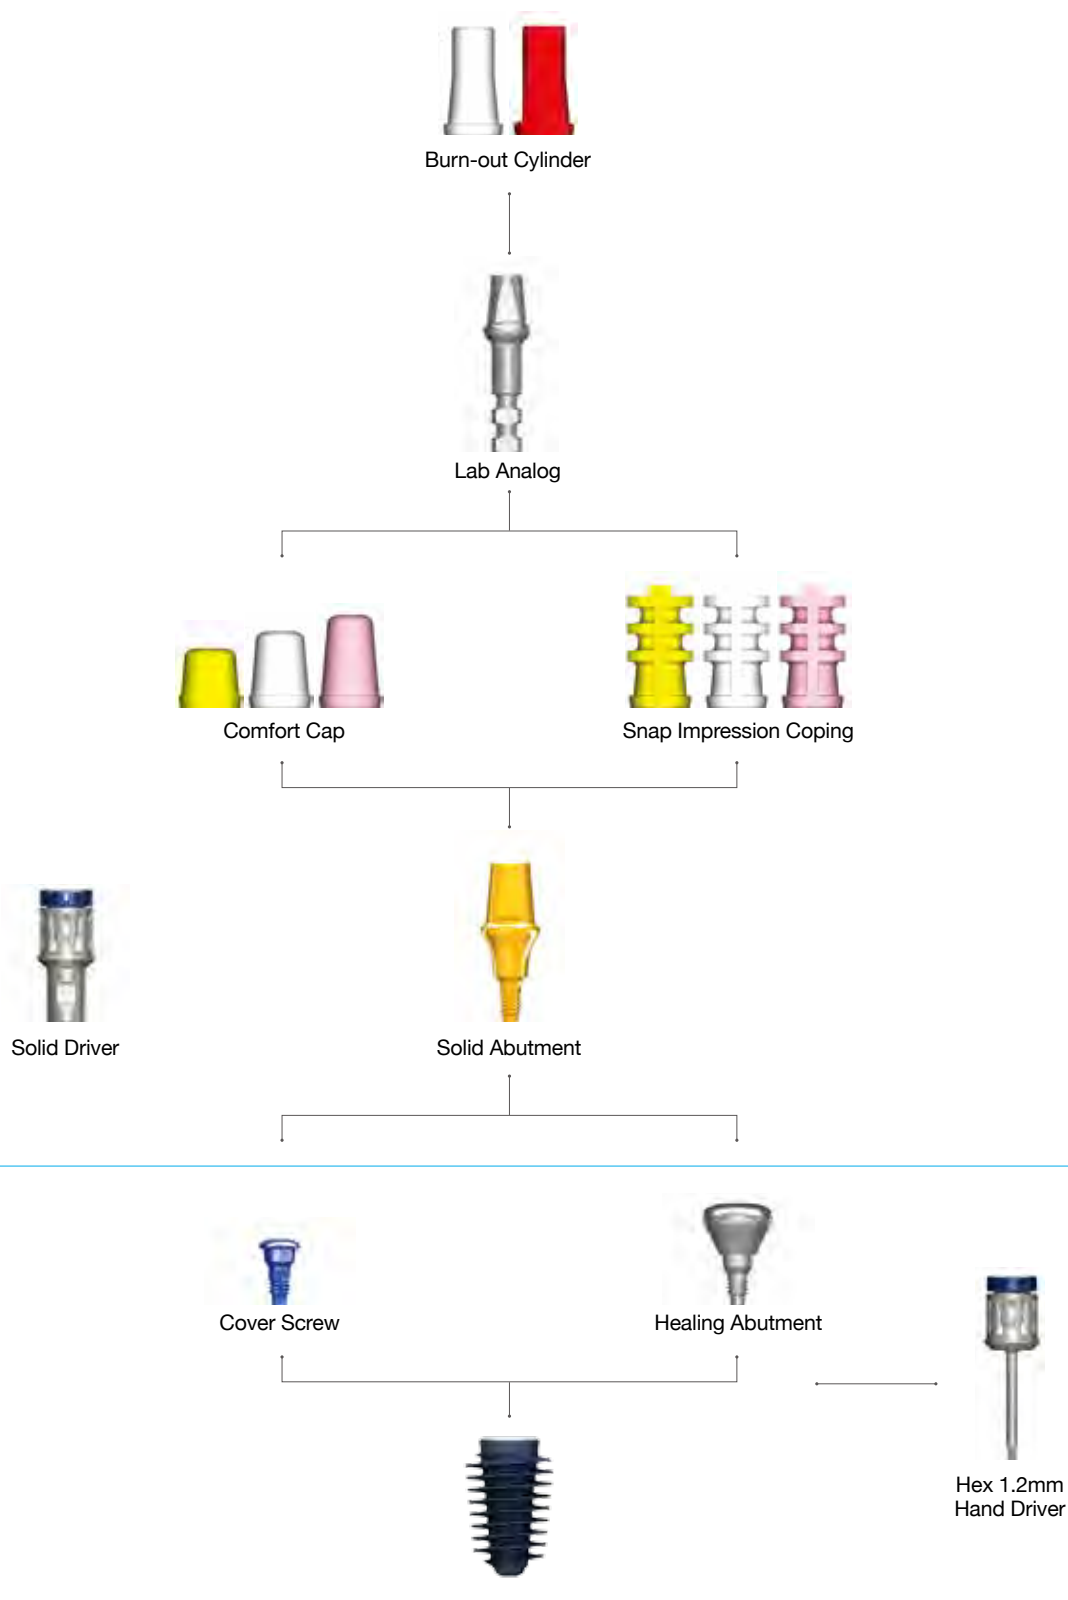 Burn-out Cylinder
Lab Analog
Comfort Cap
Snap Impression Coping
Solid Driver
Solid Abutment
Cover Screw
Healing Abutment
Hex 1.2mm
Hand Driver